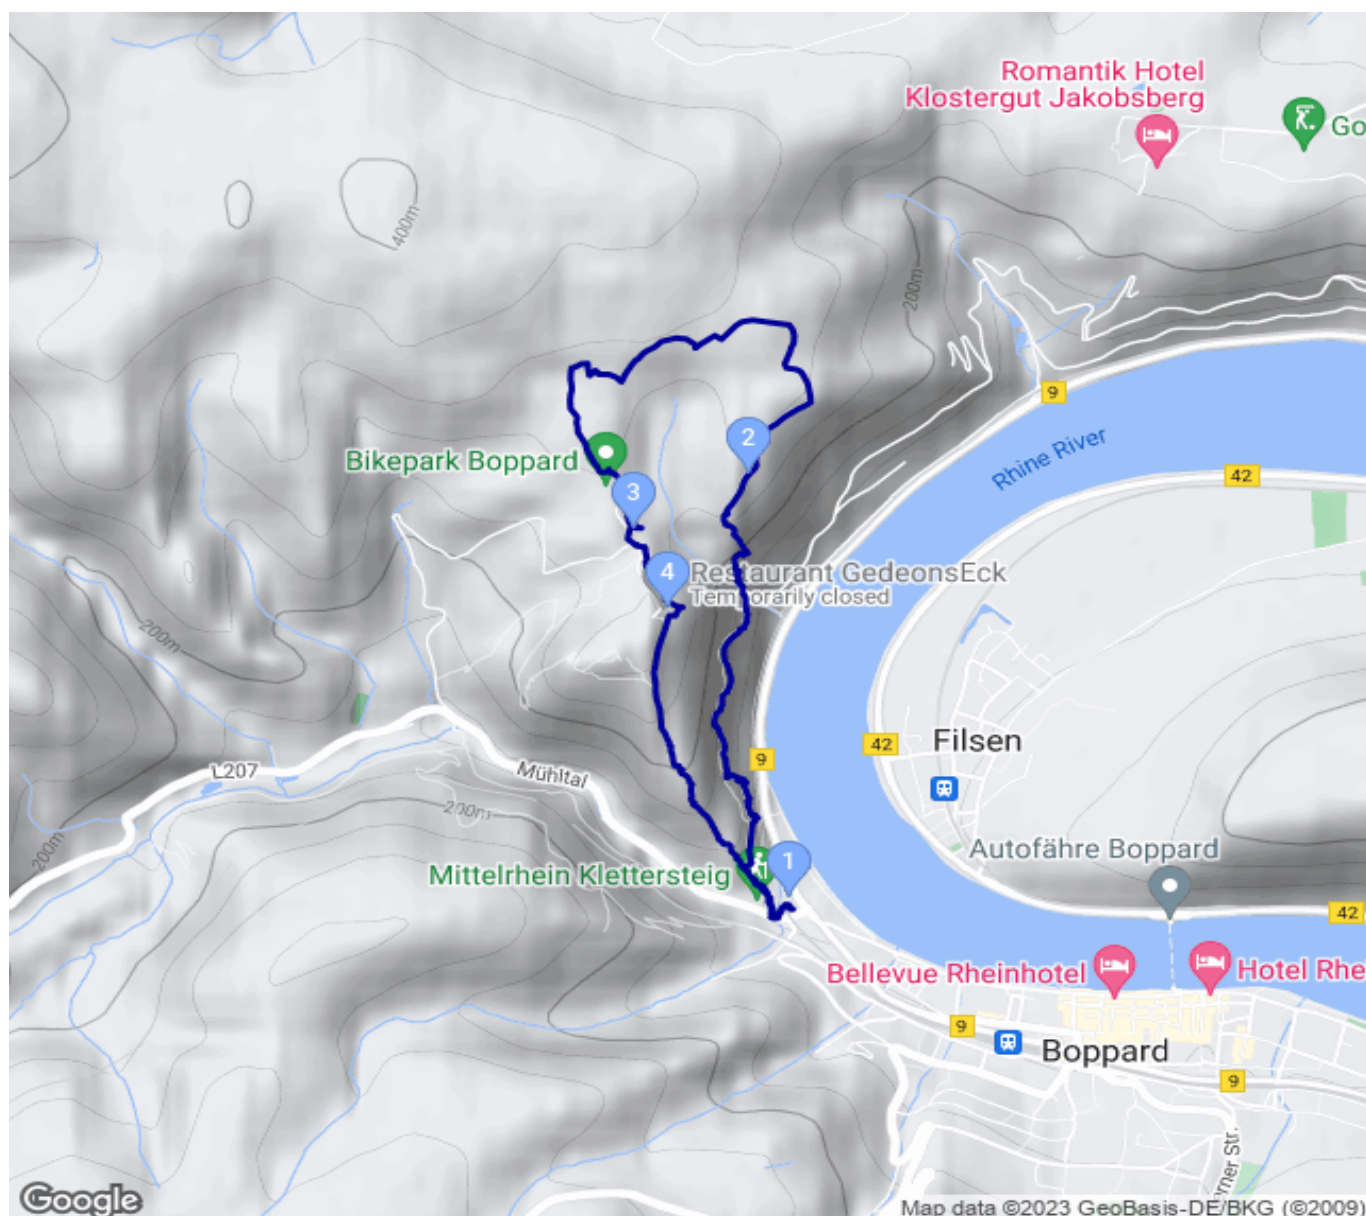 Romantik Hotel
Klostergut Jakobsberg
Go
400m
200m
9
Rhine River
42
2
Bikepark Boppard
3
4
Restaurant GedeonsEck
Temporarily closed
200m
Filsen
42
9
L207
Mühltal
200m
200m
Autofähre Boppard
1
Mittelrhein Klettersteig
42
Bellevue Rheinhotel
Hotel Rhe
9
Boppard
9
erner Str.
Google
Map data ©2023 GeoBasis-DE/BKG (©2009)